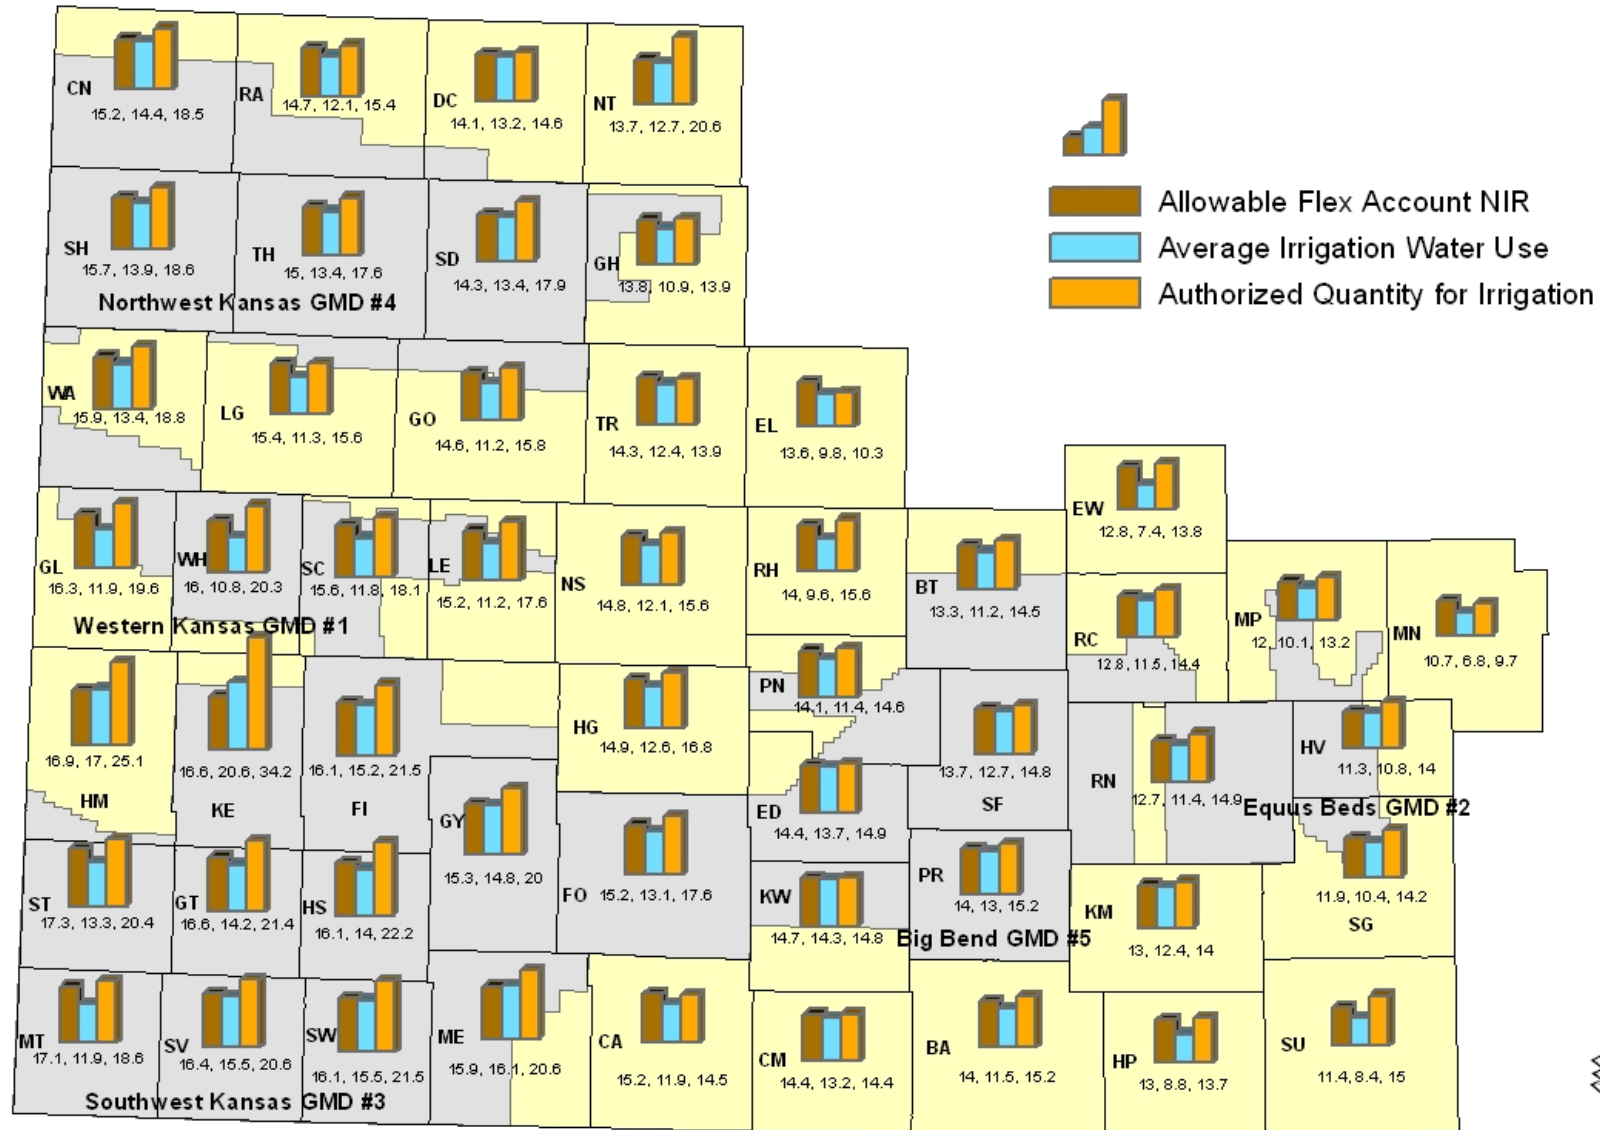 CN
15.2, 14.4, 18.5
RA
14.7, 12.1, 15.4
DC
14.1, 13.2, 14.6
NT
13.7, 12.7, 20.6
Allowable Flex Account NIR
Average Irrigation Water Use
Authorized Quantity for Irrigation
SH
15.7, 13.9, 18.6
TH
15, 13.4, 17.6
SD
14.3, 13.4, 17.9
GH
13.8, 10.9, 13.9
Northwest Kansas GMD #4
WA
15.9, 13.4, 18.8
LG
15.4, 11.3, 15.6
GO
14.6, 11.2, 15.8
TR
14.3, 12.4, 13.9
EL
13.6, 9.8, 10.3
EW
12.8, 7.4, 13.8
GL
16.3, 11.9, 19.6
WH
16, 10.8, 20.3
SC
15.6, 11.8, 18.1
LE
15.2, 11.2, 17.6
NS
14.8, 12.1, 15.6
RH
14, 9.6, 15.6
BT
13.3, 11.2, 14.5
RC
12.8, 11.5, 14.4
MP
12, 10.1, 13.2
MN
10.7, 6.8, 9.7
Western Kansas GMD #1
HM
16.9, 17, 25.1
KE
16.6, 20.6, 34.2
FI
16.1, 15.2, 21.5
HG
14.9, 12.6, 16.8
PN
14.1, 11.4, 14.6
SF
13.7, 12.7, 14.8
RN
12.7, 11.4, 14.9
HV
11.3, 10.8, 14
Equus Beds GMD #2
GY
15.3, 14.8, 20
ED
14.4, 13.7, 14.9
ST
17.3, 13.3, 20.4
GT
16.6, 14.2, 21.4
HS
16.1, 14, 22.2
FO
15.2, 13.1, 17.6
KW
14.7, 14.3, 14.8
PR
14, 13, 15.2
KM
13, 12.4, 14
11.9, 10.4, 14.2
SG
Big Bend GMD #5
MT
17.1, 11.9, 18.6
SV
16.4, 15.5, 20.6
SW
16.1, 15.5, 21.5
ME
15.9, 16.1, 20.6
CA
15.2, 11.9, 14.5
CM
14.4, 13.2, 14.4
BA
14, 11.5, 15.2
HP
13, 8.8, 13.7
SU
11.4, 8.4, 15
Southwest Kansas GMD #3